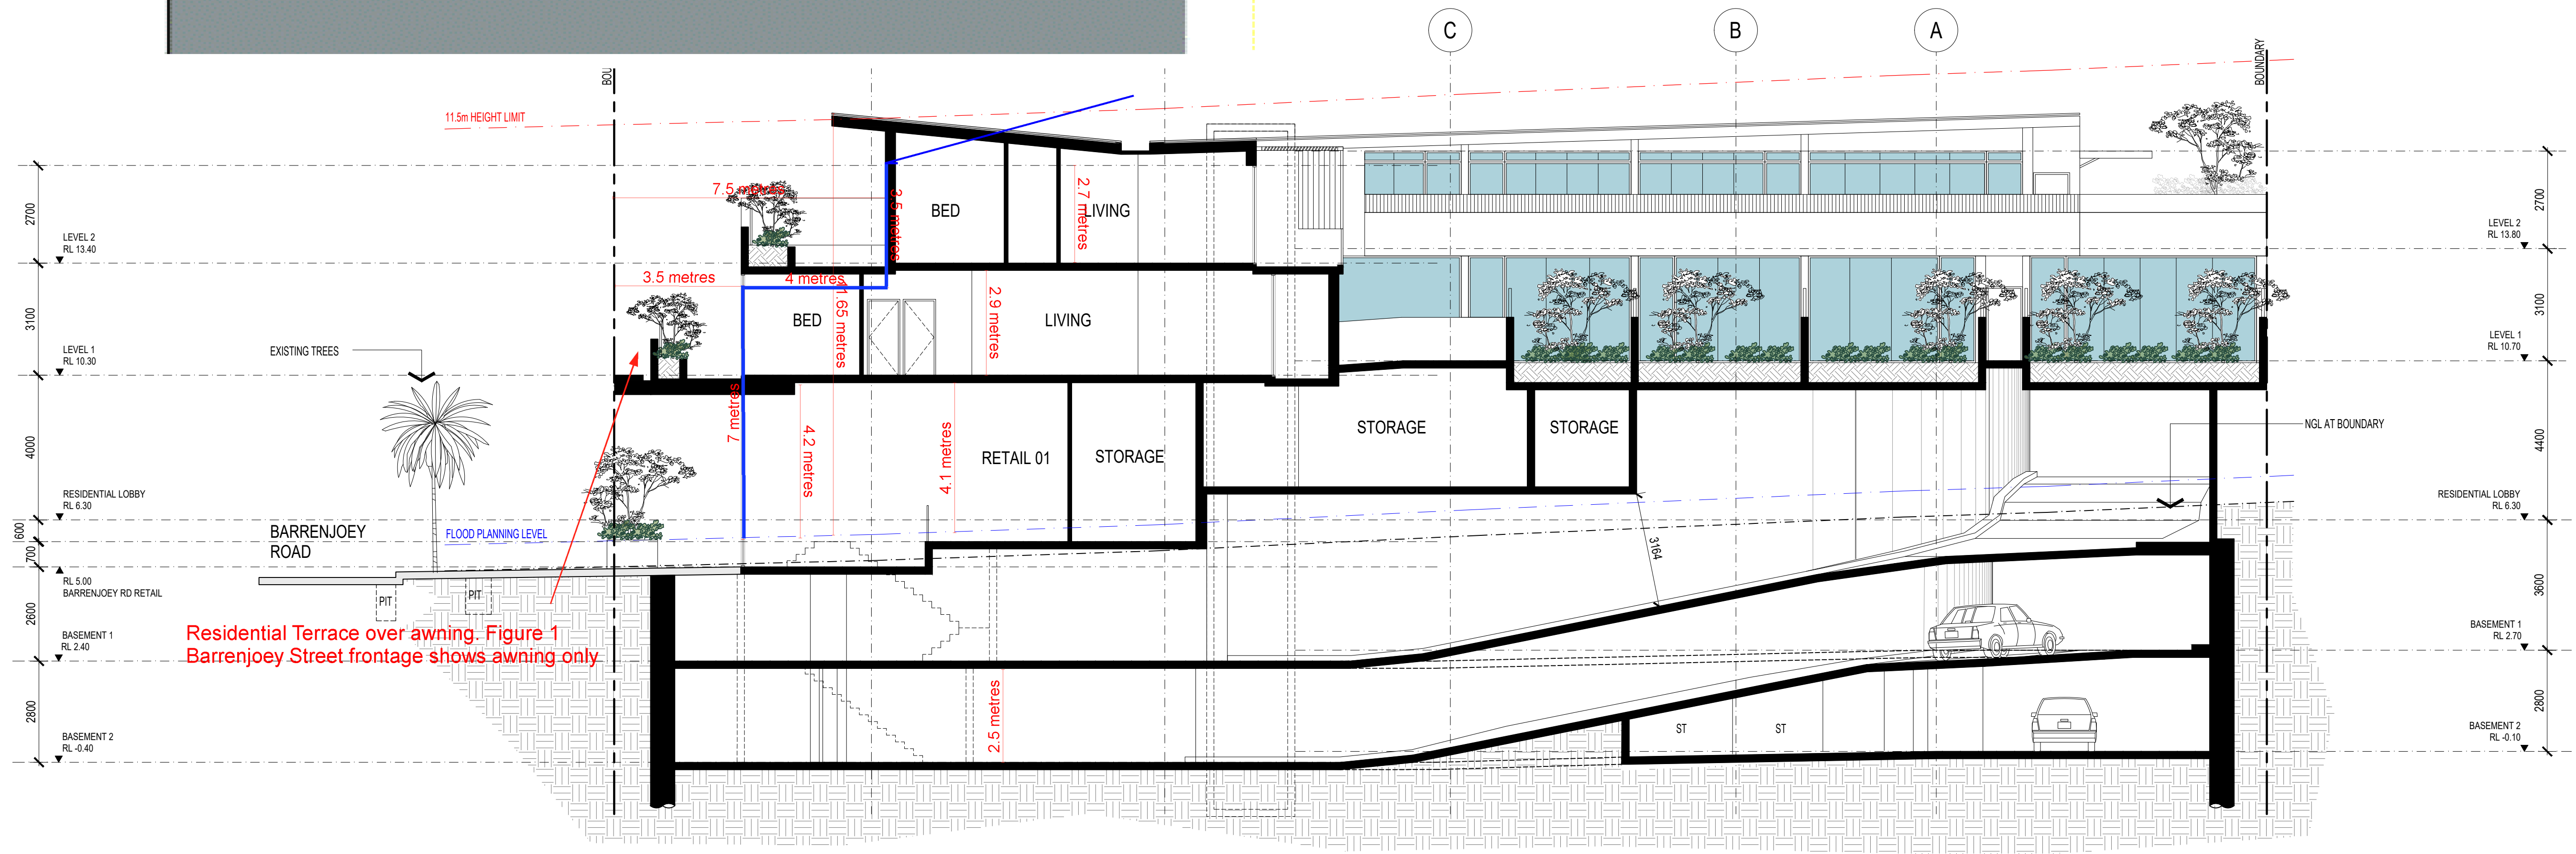 C
B
A
BOU
BOUNDARY
11.5m HEIGHT LIMIT
7.5 metres
3.5 metres
2.7 metres
BED
LIVING
2700
LEVEL 2
RL 13.40
2700
LEVEL 2
RL 13.80
3.5 metres
4 metres
11.65 metres
2.9 metres
BED
LIVING
3100
LEVEL 1
RL 10.30
3100
LEVEL 1
RL 10.70
EXISTING TREES
7 metres
4.2 metres
4.1 metres
RETAIL 01
STORAGE
STORAGE
STORAGE
NGL AT BOUNDARY
4000
4400
RESIDENTIAL LOBBY
RL 6.30
RESIDENTIAL LOBBY
RL 6.30
600
BARRENJOEY
ROAD
FLOOD PLANNING LEVEL
3164
700
RL 5.00
BARRENJOEY RD RETAIL
PIT
PIT
2600
3600
Residential Terrace over awning. Figure 1
Barrenjoey Street frontage shows awning only
BASEMENT 1
RL 2.40
BASEMENT 1
RL 2.70
2.5 metres
2800
2800
ST
ST
BASEMENT 2
RL -0.40
BASEMENT 2
RL -0.10